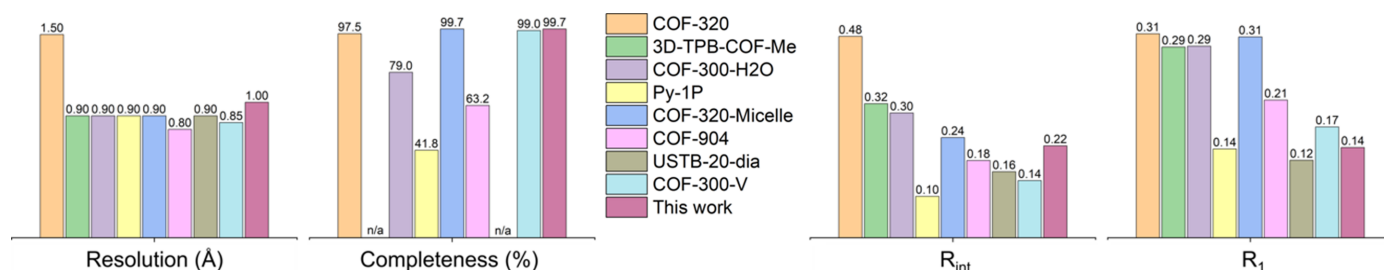 1.50
0.90
0.90
0.90
0.90
0.80
0.90
0.85
1.00
Resolution (Å)
97.5
n/a
79.0
41.8
99.7
63.2
n/a
99.0
99.7
Completeness (%)
COF-320
3D-TPB-COF-Me
COF-300-H2O
Py-1P
COF-320-Micelle
COF-904
USTB-20-dia
COF-300-V
This work
0.48
0.32
0.30
0.10
0.24
0.18
0.16
0.14
0.22
Rint
0.31
0.29
0.29
0.14
0.31
0.21
0.12
0.17
0.14
R1